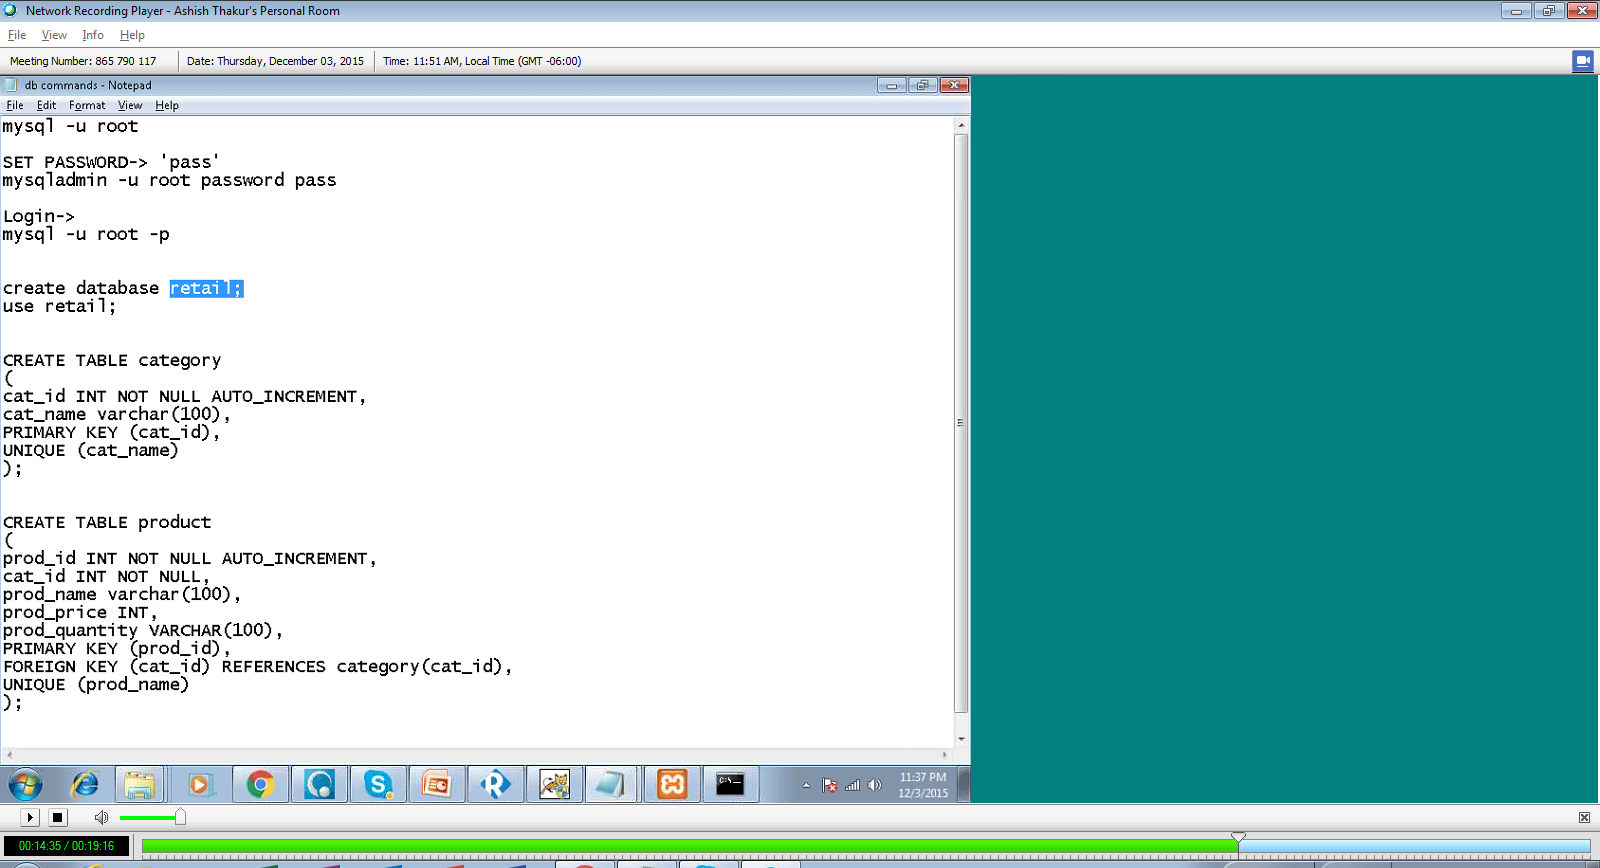 Network Recording Player - Ashish Thakur's Personal Room
File View Info Help
Meeting Number: 865 790 117 Date: Thursday, December 03, 2015 Time: 11:51 AM, Local Time (GMT -06:00)
db commands - Notepad
File Edit Format View Help
mysql -u root
SET PASSWORD-> 'pass'
mysqladmin -u root password pass
Login->
mysql -u root -p
create database retail;
use retail;
CREATE TABLE category
(
cat_id INT NOT NULL AUTO_INCREMENT,
cat_name varchar(100),
PRIMARY KEY (cat_id),
UNIQUE (cat_name)
);
CREATE TABLE product
(
prod_id INT NOT NULL AUTO_INCREMENT,
cat_id INT NOT NULL,
prod_name varchar(100),
prod_price INT,
prod_quantity VARCHAR(100),
PRIMARY KEY (prod_id),
FOREIGN KEY (cat_id) REFERENCES category(cat_id),
UNIQUE (prod_name)
);
11:37 PM
12/3/2015
00:14:35 / 00:19:16